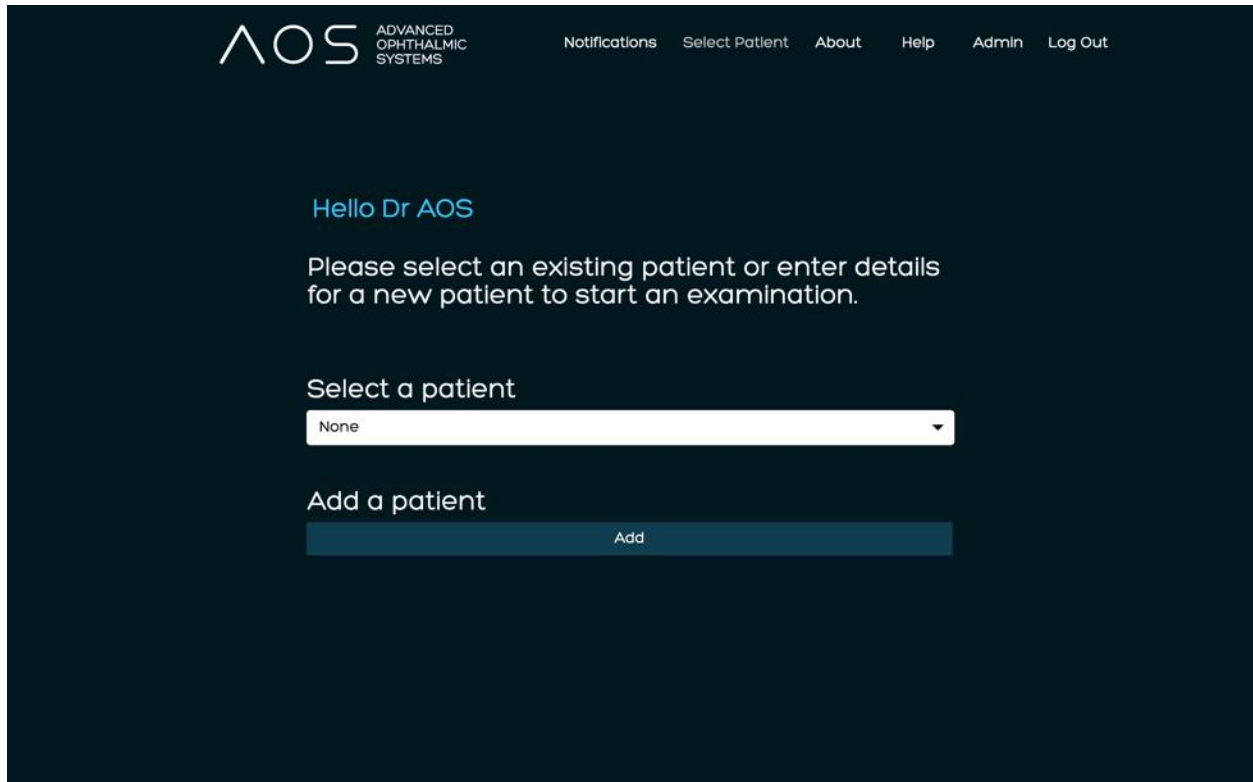 AOS
ADVANCED
OPHTHALMIC
SYSTEMS
Notifications Select Patient About Help Admin Log Out
Hello Dr AOS
Please select an existing patient or enter details
for a new patient to start an examination.
Select a patient
None
Add a patient
Add